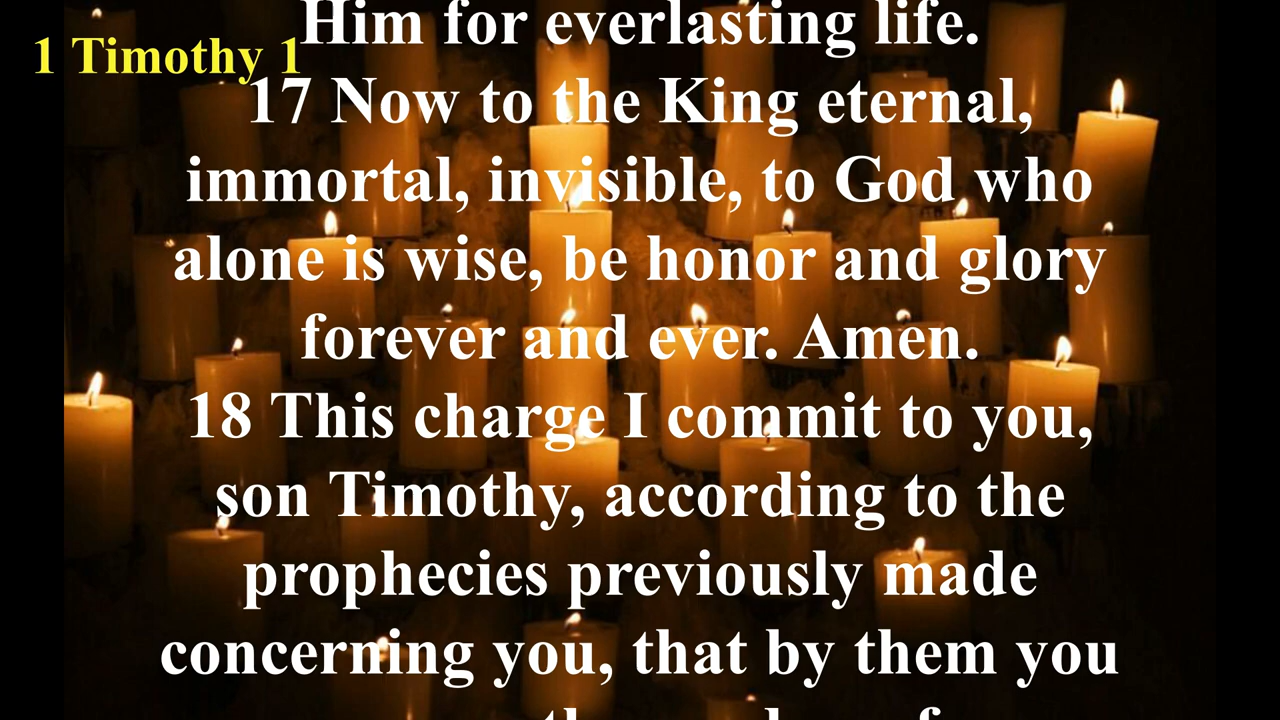 Him for everlasting life.
1 Timothy 1
17 Now to the King eternal,
immortal, invisible, to God who
alone is wise, be honor and glory
forever and ever. Amen.
18 This charge I commit to you,
son Timothy, according to the
prophecies previously made
concerning you, that by them you